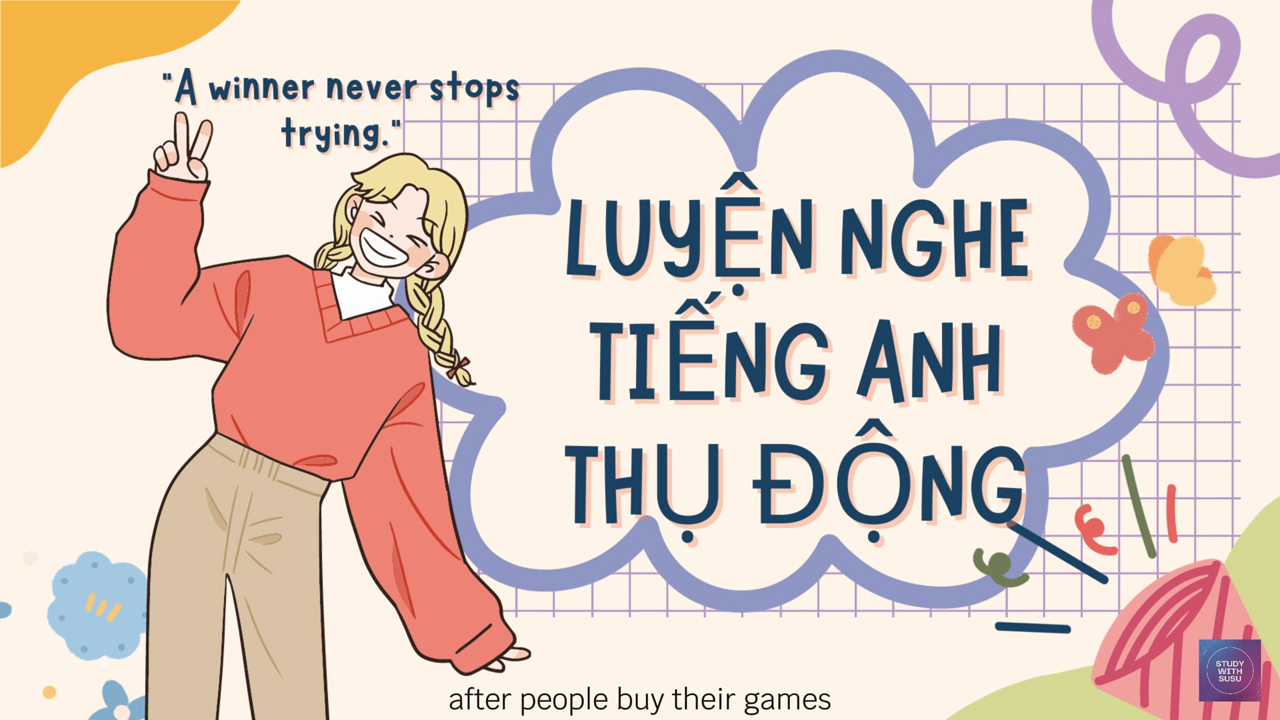 "A winner never stops
trying."
LUYỆN NGHE
TIẾNG ANH
THỤ ĐỘNG
after people buy their games
STUDY
WITH
SUSU